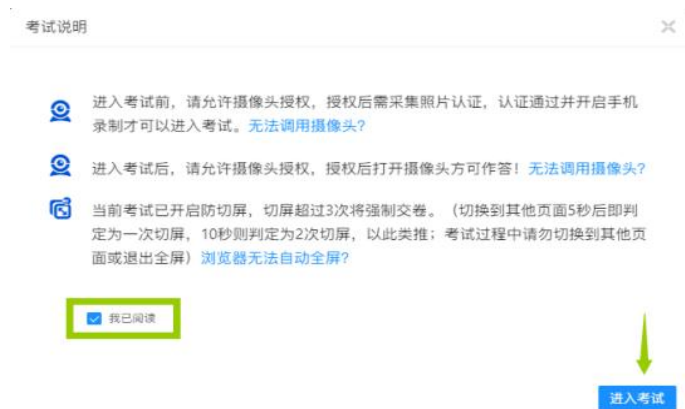 考试说明
进入考试前，请允许摄像头授权，授权后需采集照片认证，认证通过并开启手机
录制才可以进入考试。无法调用摄像头?
进入考试后，请允许摄像头授权，授权后打开摄像头方可作答！无法调用摄像头?
当前考试已开启防切屏，切屏超过3次将强制交卷。（切换到其他页面5秒后即判
定为一次切屏，10秒则判定为2次切屏，以此类推；考试过程中请勿切换到其他页
面或退出全屏）浏览器无法自动全屏?
我已阅读
进入考试